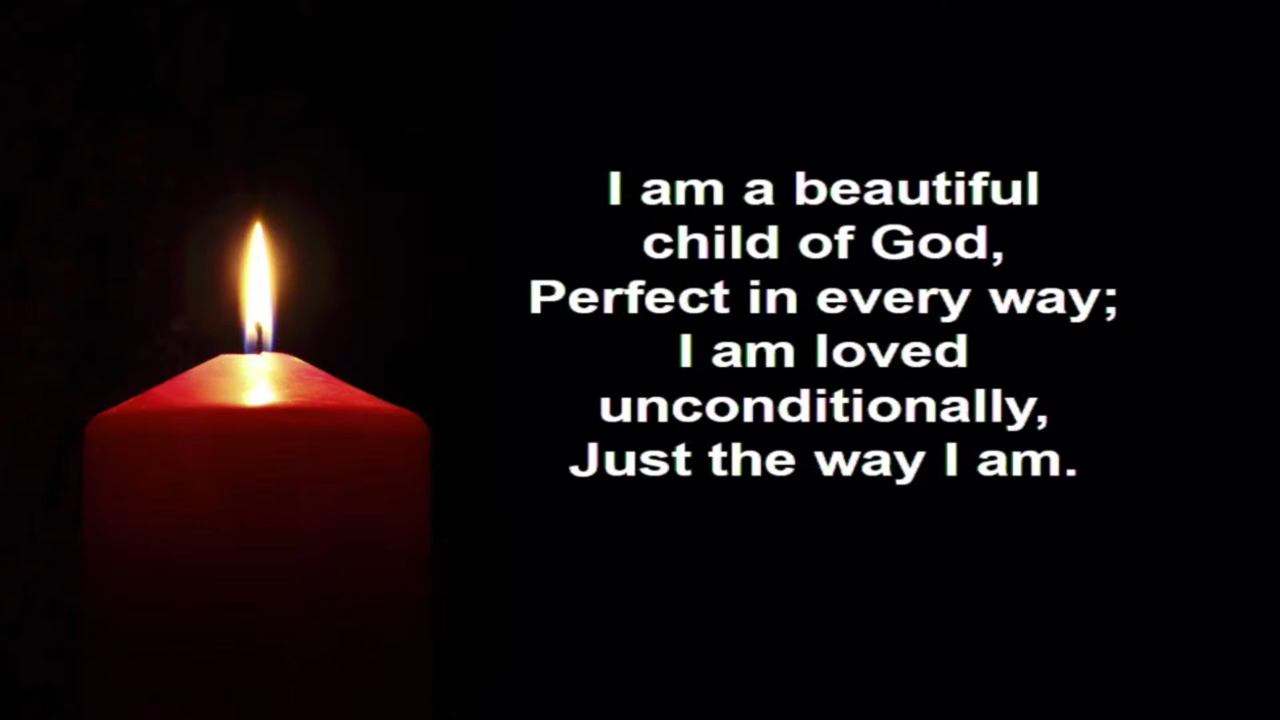 I am a beautiful
child of God,
Perfect in every way;
I am loved
unconditionally,
Just the way I am.